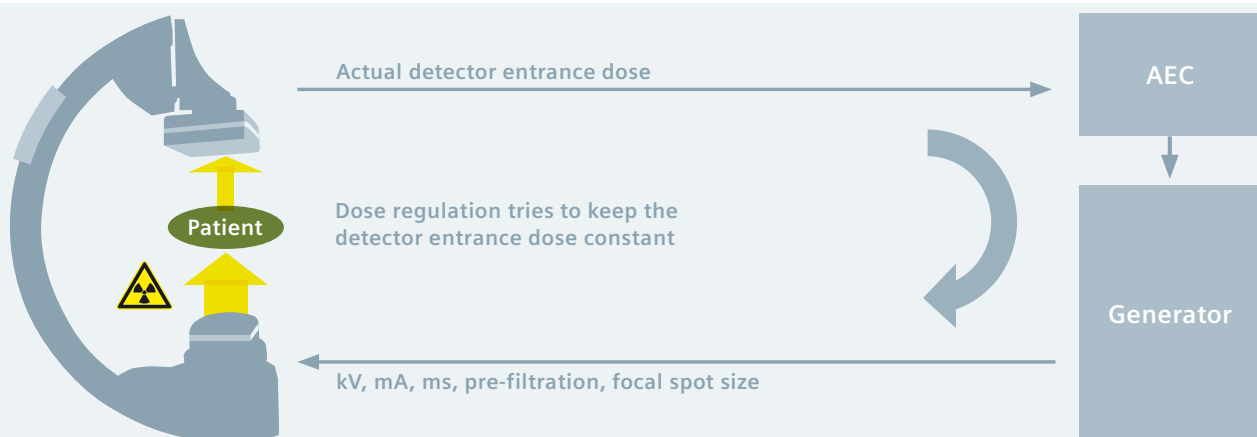 Actual detector entrance dose
AEC
Patient
Dose regulation tries to keep the
detector entrance dose constant
Generator
kV, mA, ms, pre-filtration, focal spot size